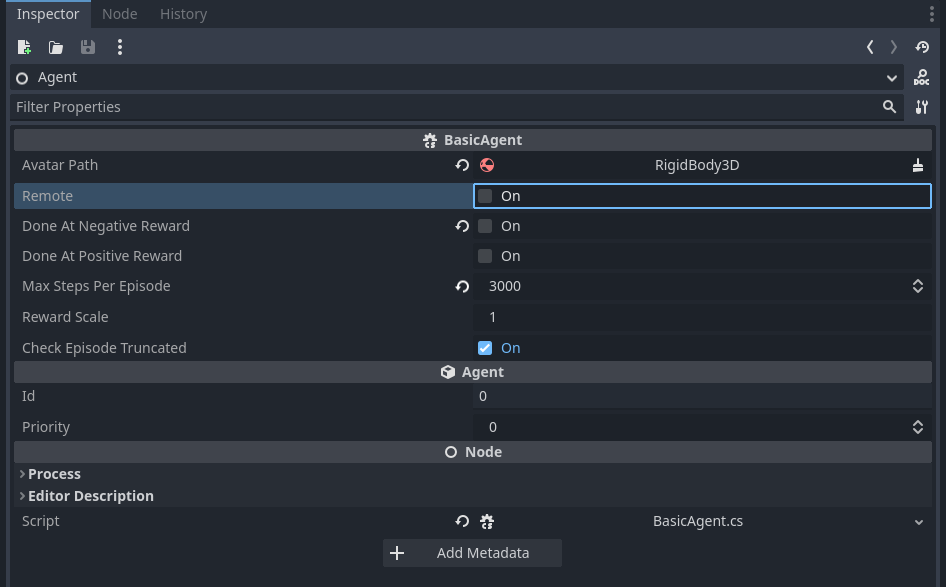 Inspector Node History
Agent
DOC
Filter Properties
BasicAgent
Avatar Path RigidBody3D
Remote On
Done At Negative Reward On
Done At Positive Reward On
Max Steps Per Episode 3000
Reward Scale 1
Check Episode Truncated On
Agent
Id 0
Priority 0
Node
Process
Editor Description
Script BasicAgent.cs
Add Metadata